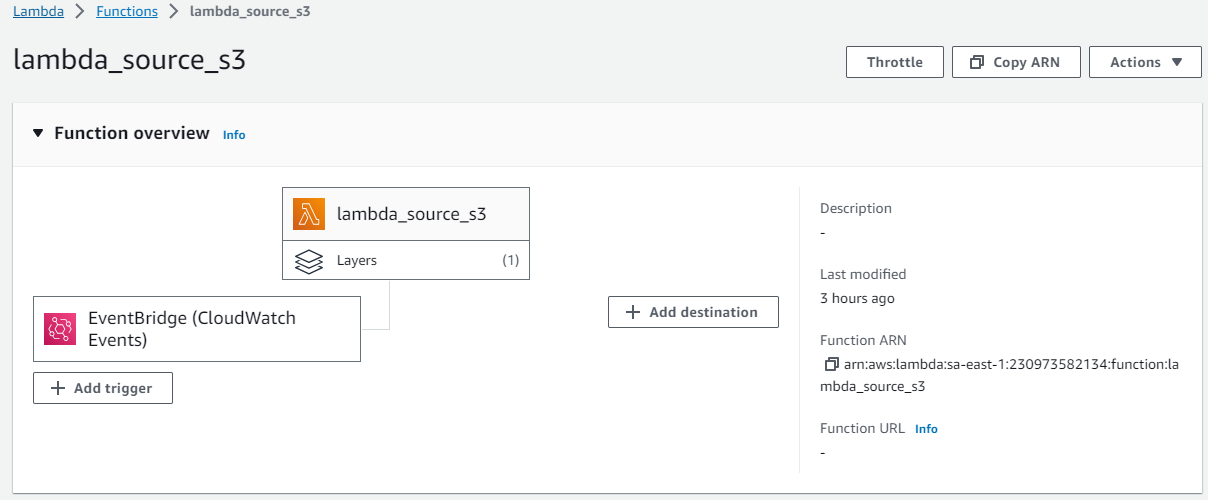 Lambda > Functions > lambda_source_s3
lambda_source_s3
Throttle
Copy ARN
Actions
Function overview Info
lambda_source_s3
Layers (1)
EventBridge (CloudWatch
Events)
Add trigger
Add destination
Description
-
Last modified
3 hours ago
Function ARN
arn:aws:lambda:sa-east-1:230973582134:function:la
mbda_source_s3
Function URL Info
-